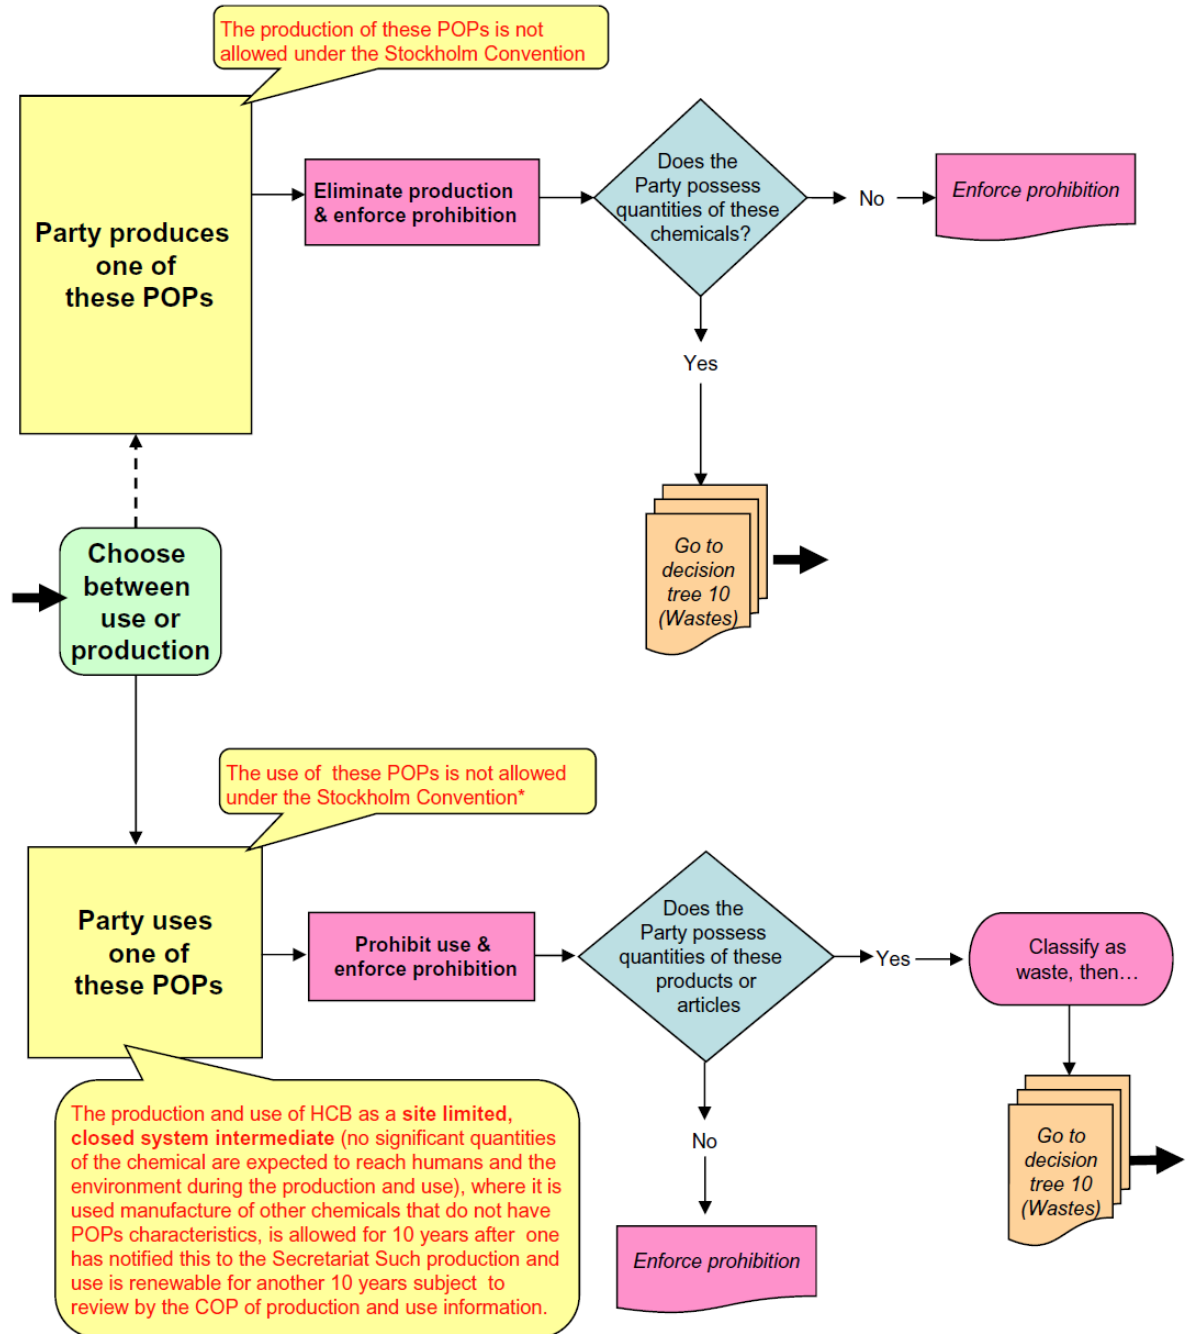 The production of these POPs is not
allowed under the Stockholm Convention
Party produces
one of
these POPs
Eliminate production
& enforce prohibition
Does the
Party possess
quantities of these
chemicals?
No
Enforce prohibition
Yes
Go to
decision
tree 10
(Wastes)
Choose
between
use or
production
The use of  these POPs is not allowed
under the Stockholm Convention*
Party uses
one of
these POPs
Prohibit use &
enforce prohibition
Does the
Party possess
quantities of these
products or
articles
Yes
Classify as
waste, then…
Go to
decision
tree 10
(Wastes)
No
Enforce prohibition
The production and use of HCB as a site limited,
closed system intermediate (no significant quantities
of the chemical are expected to reach humans and the
environment during the production and use), where it is
used manufacture of other chemicals that do not have
POPs characteristics, is allowed for 10 years after  one
has notified this to the Secretariat Such production and
use is renewable for another 10 years subject  to
review by the COP of production and use information.